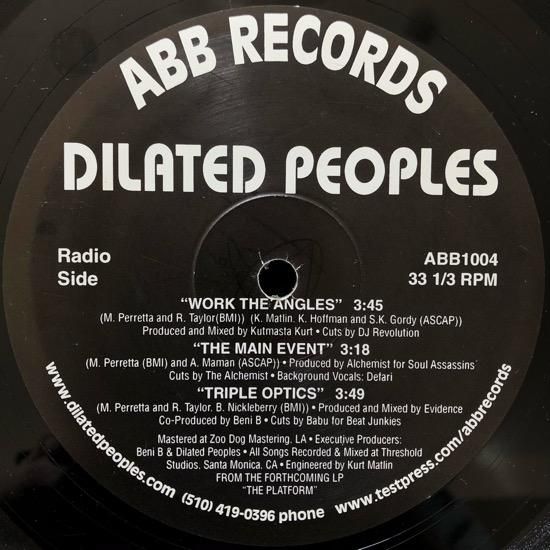 ABB RECORDS
DILATED PEOPLES
Radio
Side
ABB1004
33 1/3 RPM
“WORK THE ANGLES” 3:45
(M. Perretta and R. Taylor(BMI)) (K. Matlin. K. Hoffman and S.K. Gordy (ASCAP))
Produced and Mixed by Kutmasta Kurt • Cuts by DJ Revolution
“THE MAIN EVENT” 3:18
(M. Perretta (BMI) and A. Maman (ASCAP)) • Produced by Alchemist for Soul Assassins
Cuts by The Alchemist • Background Vocals: Defari
“TRIPLE OPTICS” 3:49
(M. Perretta and R. Taylor. B. Nickleberry (BMI)) • Produced and Mixed by Evidence
Co-Produced by Beni B • Cuts by Babu for Beat Junkies
Mastered at Zoo Dog Mastering. LA • Executive Producers:
Beni B & Dilated Peoples • All Songs Recorded & Mixed at Threshold
Studios. Santa Monica. CA • Engineered by Kurt Matlin
FROM THE FORTHCOMING LP
“THE PLATFORM”
www.dilatedpeoples.com (510) 419-0396 phone www.testpress.com/abbrecords